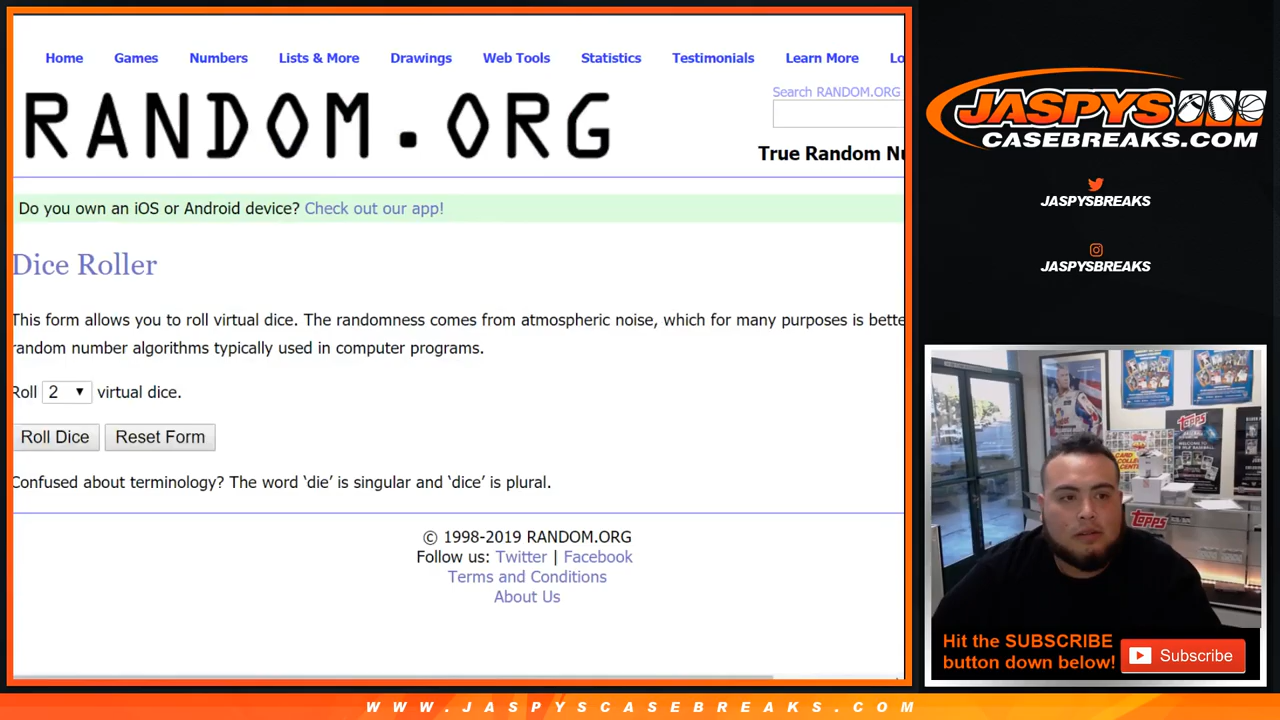 Home Games Numbers Lists & More Drawings Web Tools Statistics Testimonials Learn More Lo
RANDOM.ORG
Search RANDOM.ORG
True Random Nu
Do you own an iOS or Android device? Check out our app!
Dice Roller
This form allows you to roll virtual dice. The randomness comes from atmospheric noise, which for many purposes is bette
random number algorithms typically used in computer programs.
Roll 2 virtual dice.
Roll Dice Reset Form
Confused about terminology? The word ‘die’ is singular and ‘dice’ is plural.
© 1998-2019 RANDOM.ORG
Follow us: Twitter | Facebook
Terms and Conditions
About Us
JASPYS
CASEBREAKS.COM
JASPYSBREAKS
JASPYSBREAKS
Topps
Topps
Hit the SUBSCRIBE
button down below!
Subscribe
WWW.JASPYSCASEBREAKS.COM